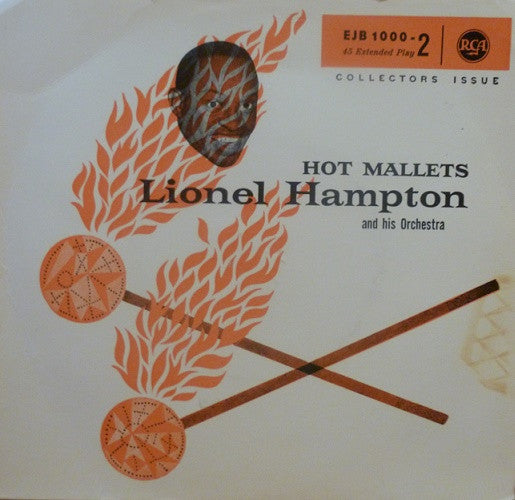 EJB 1000-2
45 Extended Play
RCA
COLLECTORS ISSUE
HOT MALLETS
Lionel Hampton
and his Orchestra